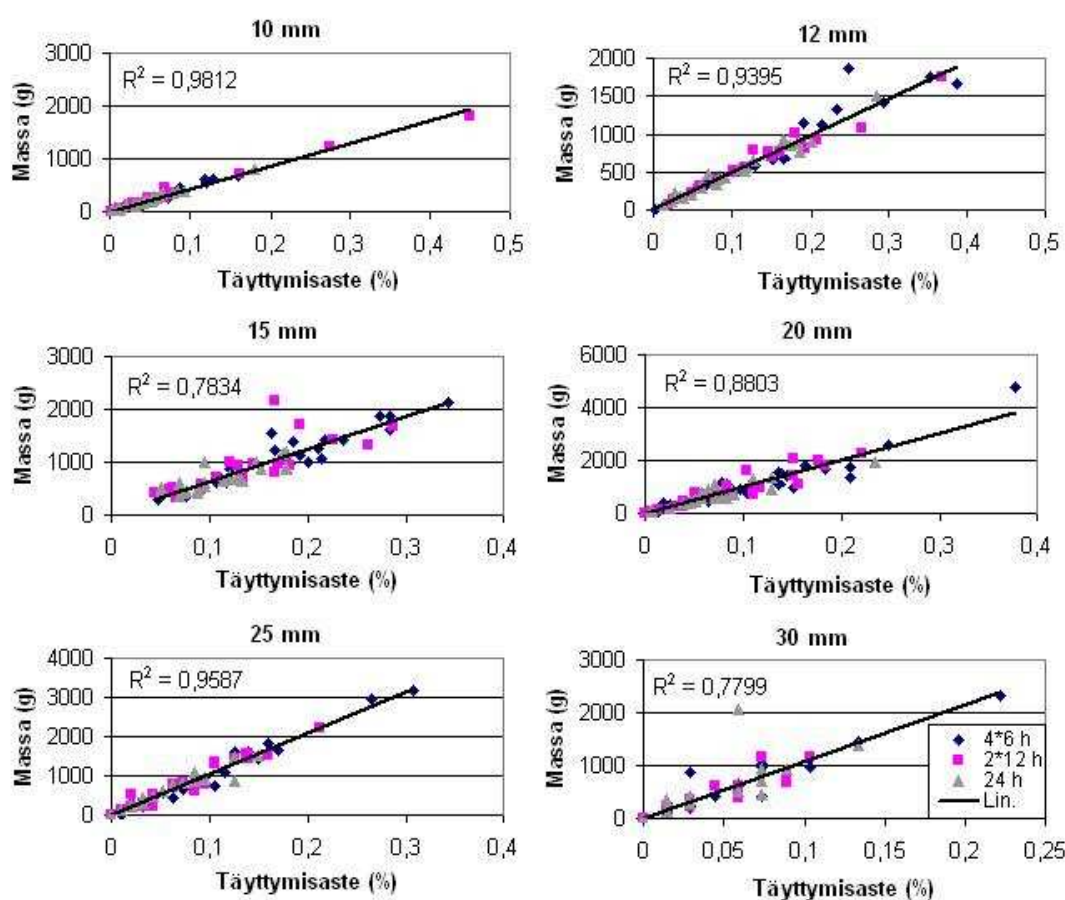 10 mm
3000
2000
1000
0
R² = 0,9812
Massa (g)
0 0,1 0,2 0,3 0,4 0,5
Täyttymisaste (%)
12 mm
2000
1500
1000
500
0
R² = 0,9395
Massa (g)
0 0,1 0,2 0,3 0,4 0,5
Täyttymisaste (%)
15 mm
3000
2000
1000
0
R² = 0,7834
Massa (g)
0 0,1 0,2 0,3 0,4
Täyttymisaste (%)
20 mm
6000
4000
2000
0
R² = 0,8803
Massa (g)
0 0,1 0,2 0,3 0,4
Täyttymisaste (%)
25 mm
4000
3000
2000
1000
0
R² = 0,9587
Massa (g)
0 0,1 0,2 0,3 0,4
Täyttymisaste (%)
30 mm
3000
2000
1000
0
R² = 0,7799
Massa (g)
4*6 h
2*12 h
24 h
Lin.
0 0,05 0,1 0,15 0,2 0,25
Täyttymisaste (%)